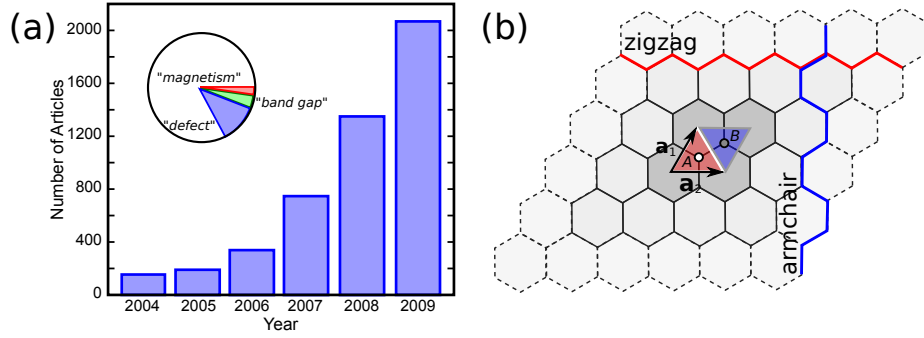 (a)
Number of Articles
2000
1600
1200
800
400
0
"magnetism"
"band gap"
"defect"
2004 2005 2006 2007 2008 2009
Year
(b)
zigzag
armchair
a1
a2
A
B